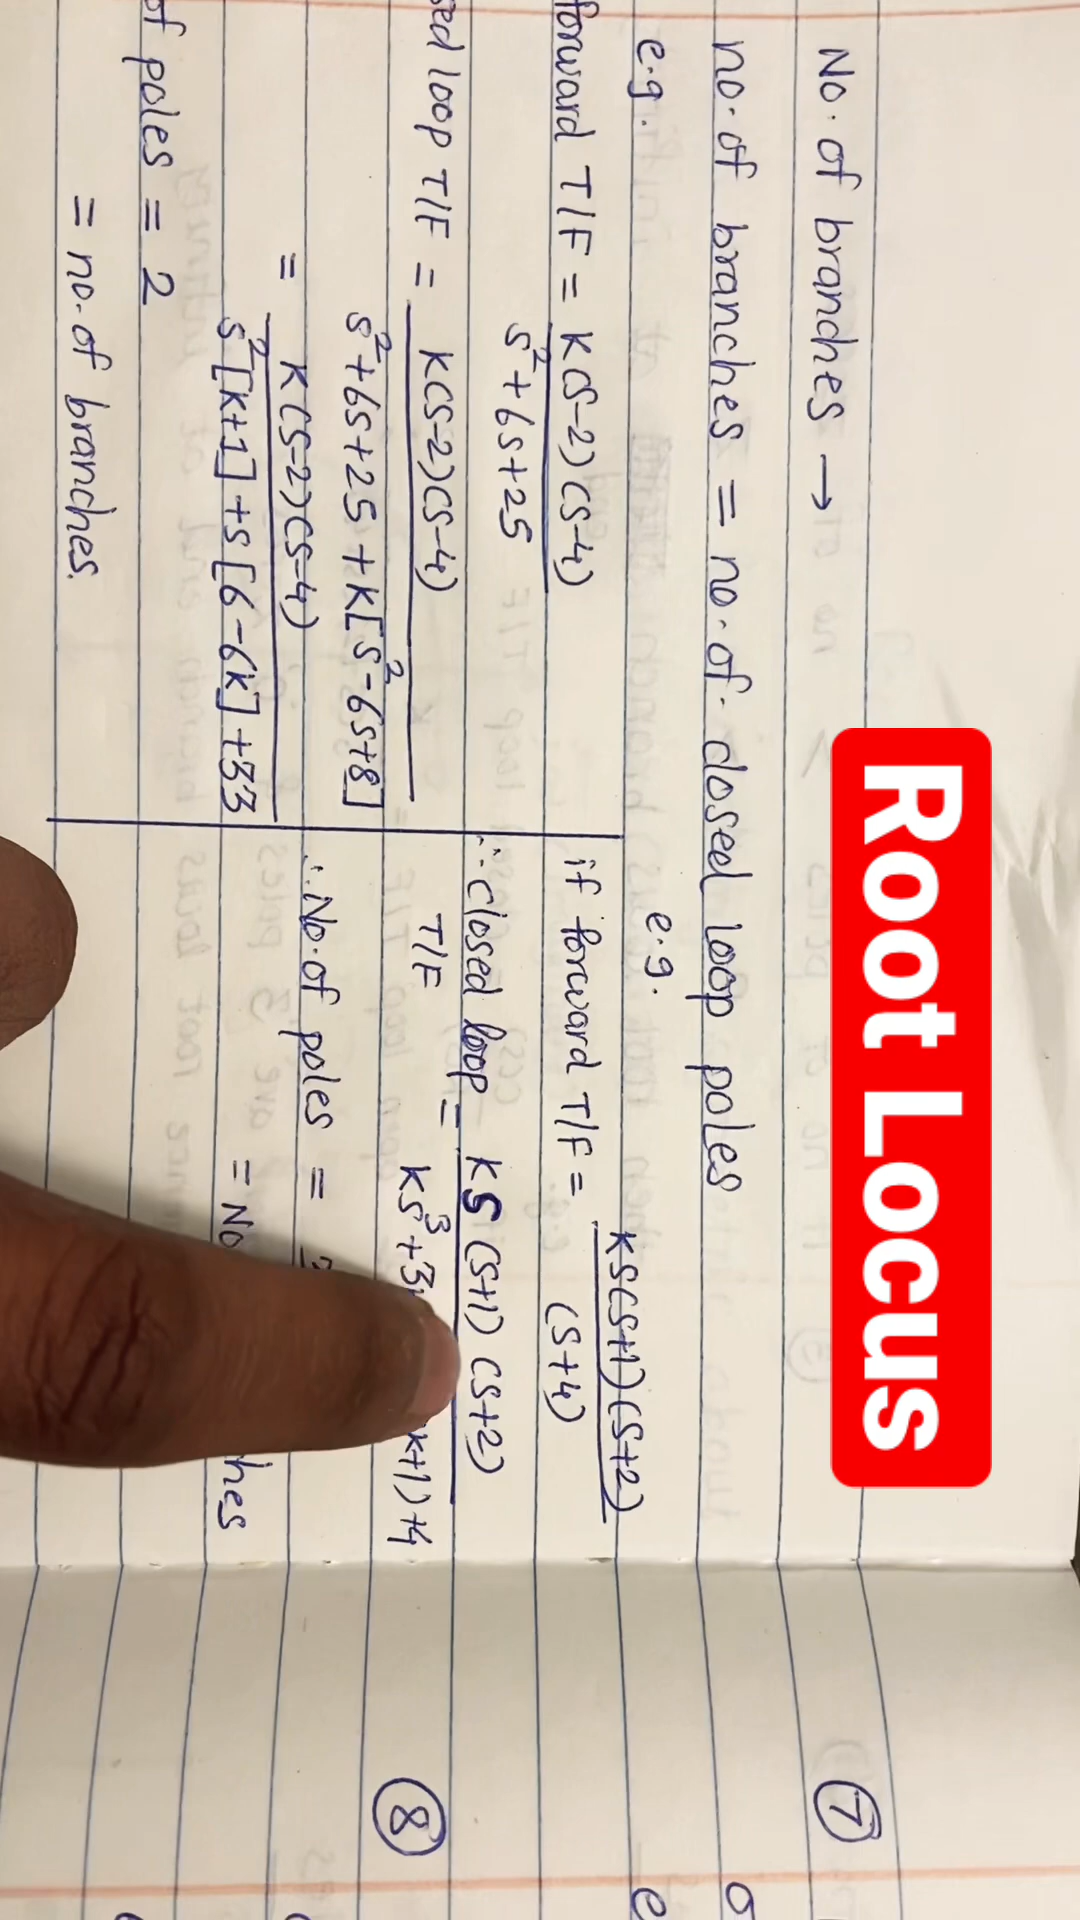 Root Locus
No. of branches →
no. of branches = no. of closed loop poles
e.g.
forward T/F = K(s-2)(s-4)
s²+6s+25
loop T/F = K(s-2)(s-4)
s²+6s+25+K[s²-6s+8]
= K(s-2)(s-4)
s²[K+1]+s[6-6K]+33
of poles = 2
= no. of branches.
e.g.
if forward T/F = Ks(s+1)(s+2)
(s+4)
∴ closed loop = Ks(s+1)(s+2)
T/F Ks³+3 K+1)+4
∴ No. of poles =
=
7
8